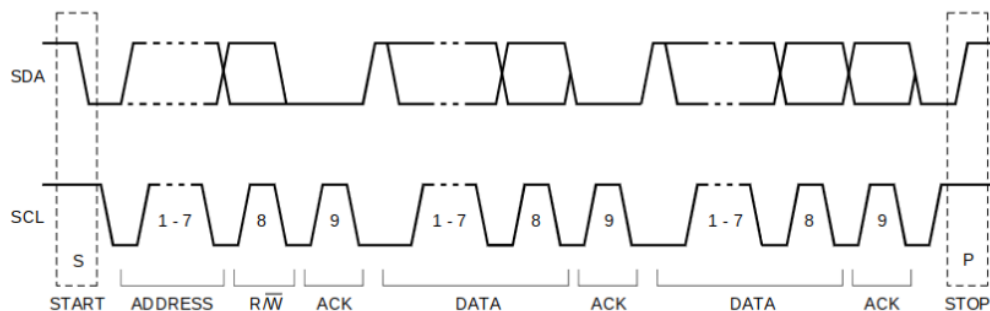 SDA
SCL
1 - 7 8 9 1 - 7 8 9 1 - 7 8 9
S P
START ADDRESS R/W̅ ACK DATA ACK DATA ACK STOP